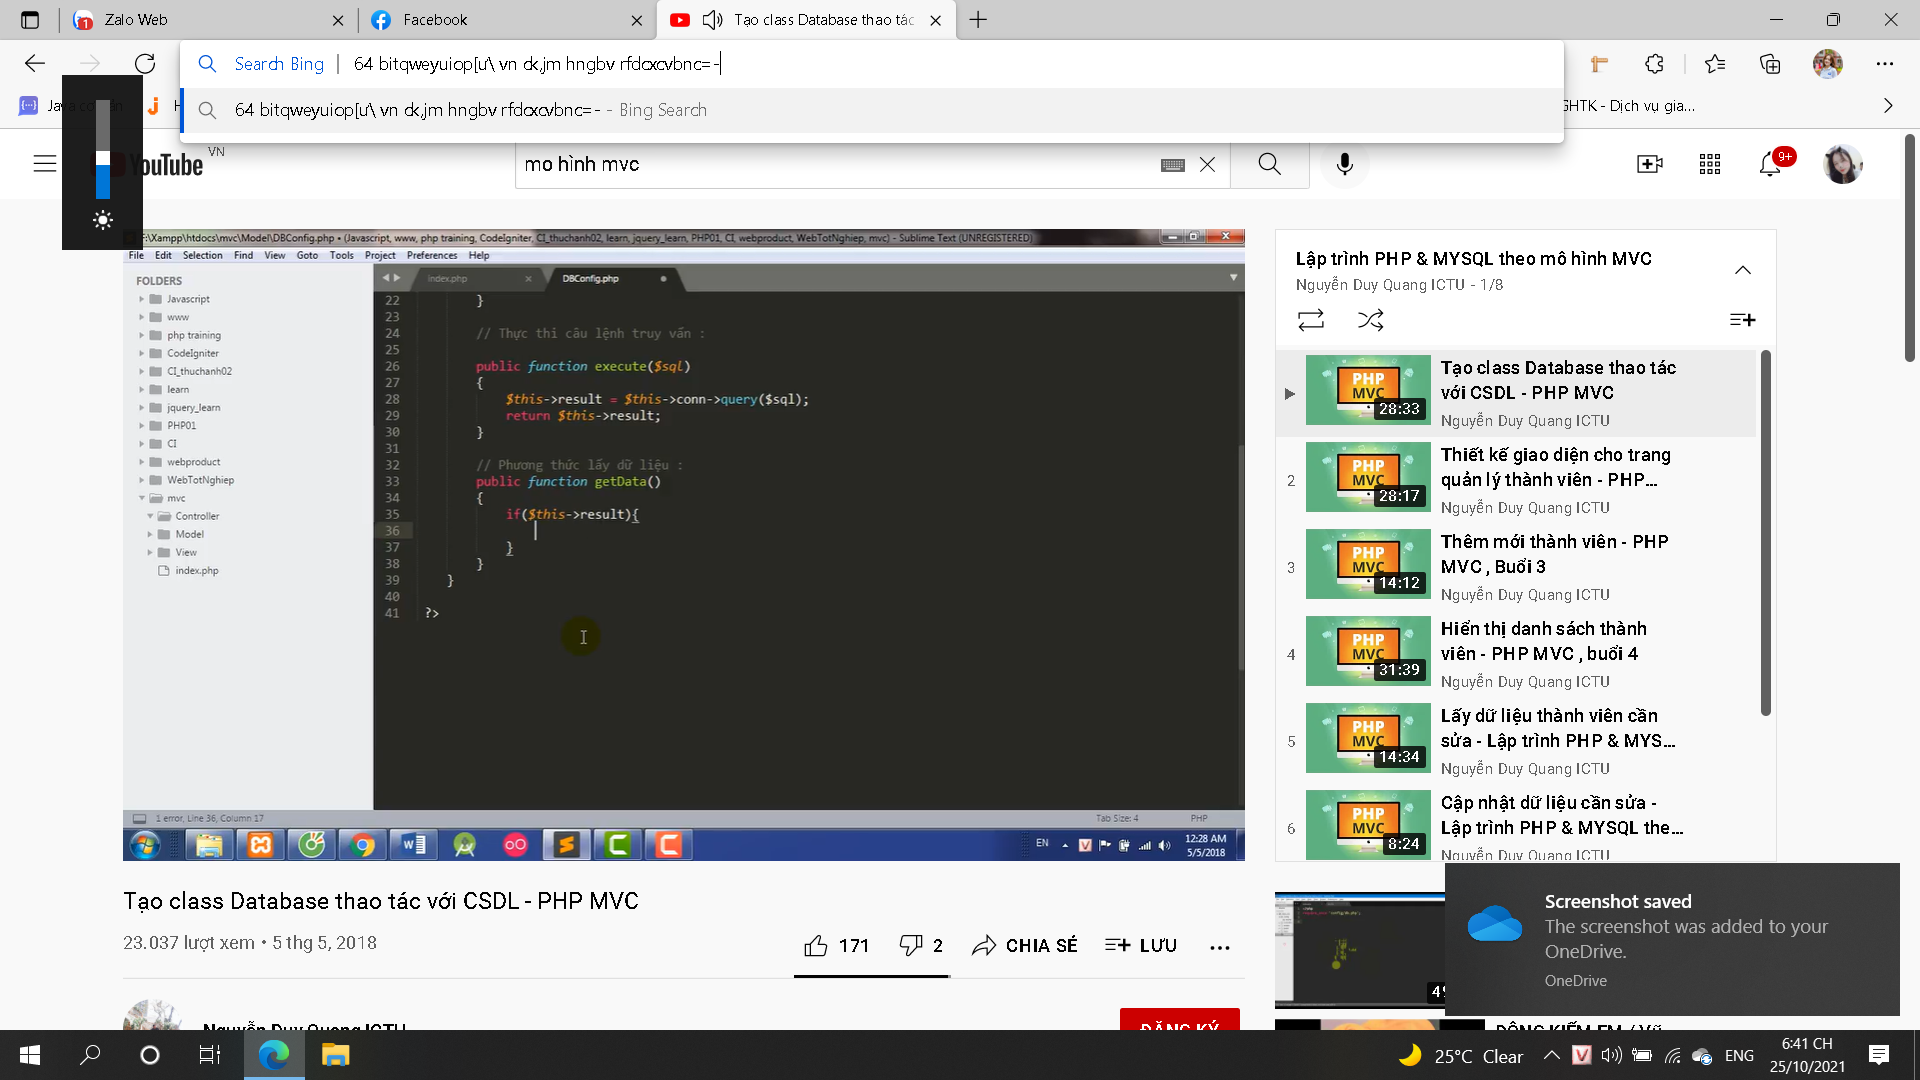 Zalo Web
Facebook
Tạo class Database thao tác
Search Bing
64 bitqweyuiop[ư\ vn ck,jm hngbv rfdcxcvbnc=-
64 bitqweyuiop[ư\ vn ck,jm hngbv rfdcxcvbnc=- - Bing Search
GHTK - Dịch vụ gia...
YouTube VN
mo hình mvc
9+
F:\Xampp\htdocs\mvc\Model\DBConfig.php • (Javascript, www, php training, CodeIgniter, CI_thuchanh02, learn, jquery_learn, PHP01, CI, webproduct, WebTotNghiep, mvc) - Sublime Text (UNREGISTERED)
File Edit Selection Find View Goto Tools Project Preferences Help
FOLDERS
Javascript
www
php training
CodeIgniter
CI_thuchanh02
learn
jquery_learn
PHP01
CI
webproduct
WebTotNghiep
mvc
Controller
Model
View
index.php
index.php
DBConfig.php
22 }
23
24 // Thực thi câu lệnh truy vấn :
25
26 public function execute($sql)
27 {
28 $this->result = $this->conn->query($sql);
29 return $this->result;
30 }
31
32 // Phương thức lấy dữ liệu :
33 public function getData()
34 {
35 if($this->result){
36
37 }
38 }
39 }
40
41 ?>
1 error, Line 36, Column 17
Tab Size: 4
PHP
EN
12:28 AM
5/5/2018
Tạo class Database thao tác với CSDL - PHP MVC
23.037 lượt xem • 5 thg 5, 2018
171
2
CHIA SẺ
LƯU
Nguyễn Duy Quang ICTU
ĐĂNG KÝ
Lập trình PHP & MYSQL theo mô hình MVC
Nguyễn Duy Quang ICTU - 1/8
PHP MVC
28:33
Tạo class Database thao tác
với CSDL - PHP MVC
Nguyễn Duy Quang ICTU
2
PHP MVC
28:17
Thiết kế giao diện cho trang
quản lý thành viên - PHP...
Nguyễn Duy Quang ICTU
3
PHP MVC
14:12
Thêm mới thành viên - PHP
MVC , Buổi 3
Nguyễn Duy Quang ICTU
4
PHP MVC
31:39
Hiển thị danh sách thành
viên - PHP MVC , buổi 4
Nguyễn Duy Quang ICTU
5
PHP MVC
14:34
Lấy dữ liệu thành viên cần
sửa - Lập trình PHP & MYS...
Nguyễn Duy Quang ICTU
6
PHP MVC
8:24
Cập nhật dữ liệu cần sửa -
Lập trình PHP & MYSQL the...
Nguyễn Duy Quang ICTU
Screenshot saved
The screenshot was added to your
OneDrive.
OneDrive
25°C Clear
ENG
6:41 CH
25/10/2021